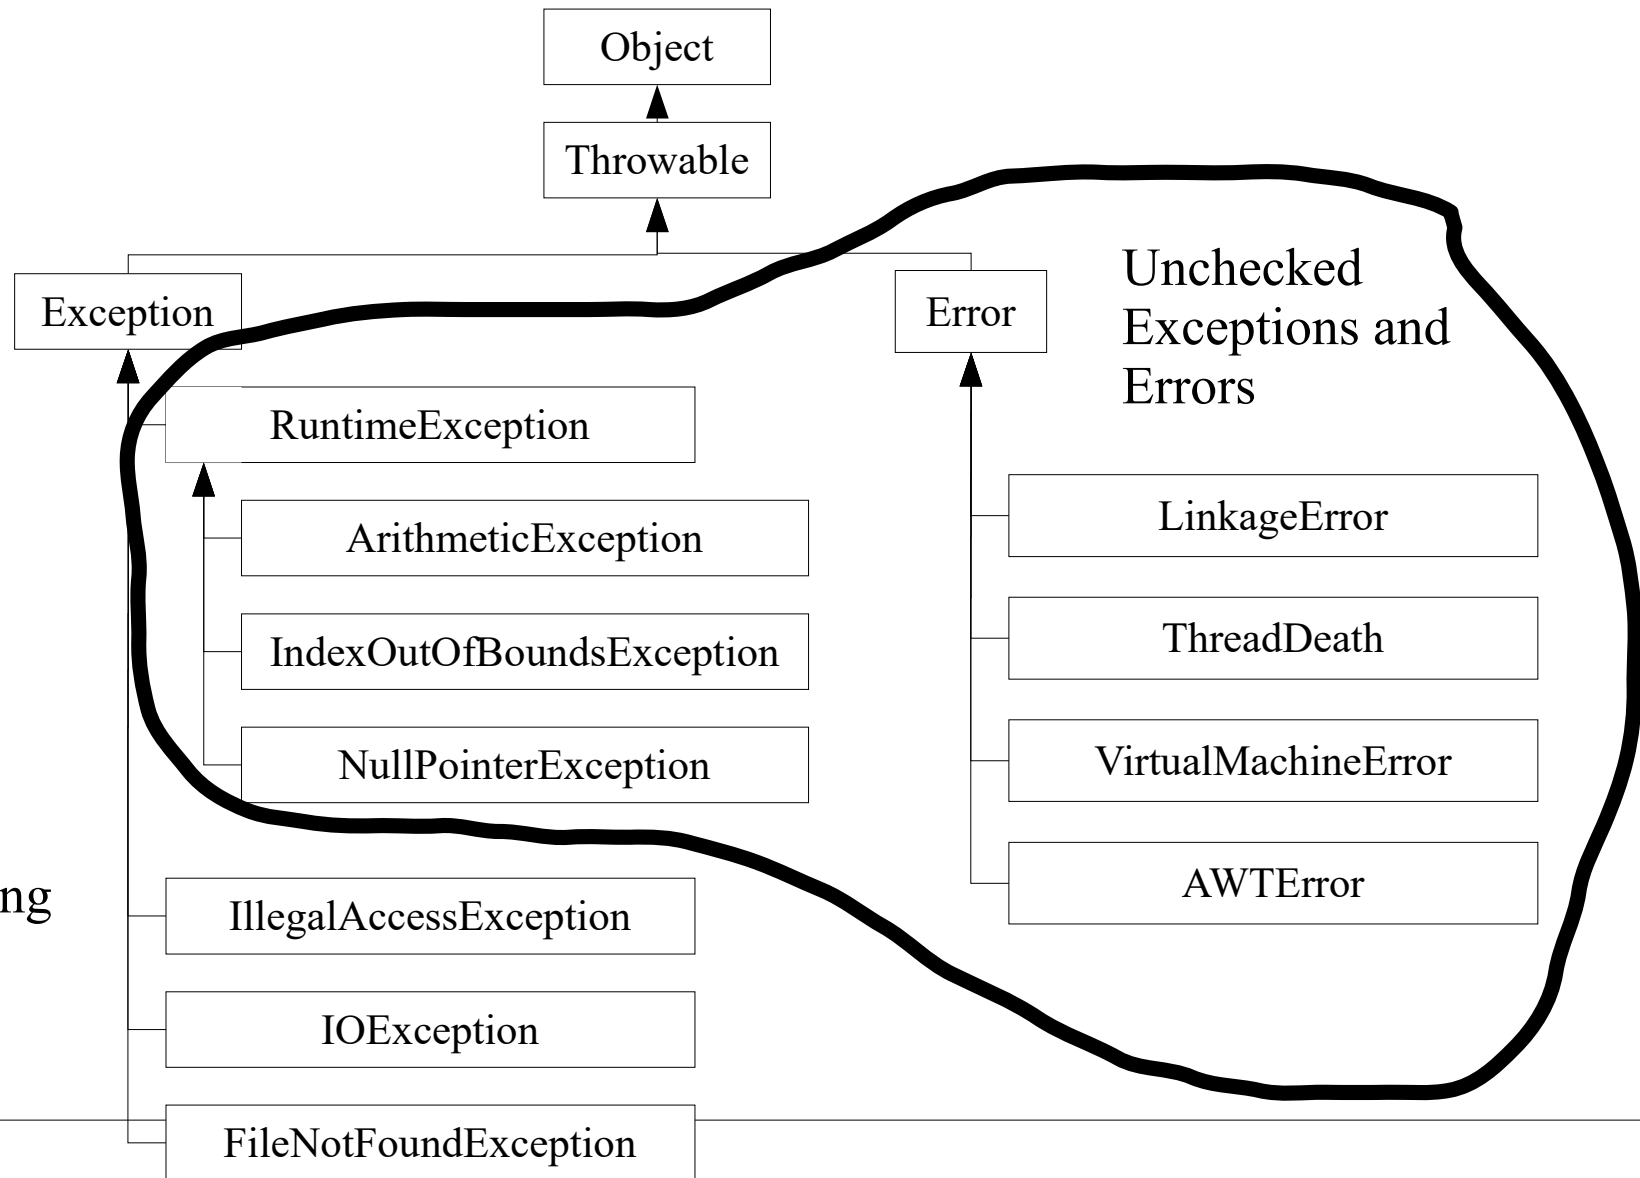 Object
Throwable
Exception
Error
Unchecked
Exceptions and
Errors
RuntimeException
ArithmeticException
IndexOutOfBoundsException
NullPointerException
LinkageError
ThreadDeath
VirtualMachineError
AWTError
ng
IllegalAccessException
IOException
FileNotFoundException